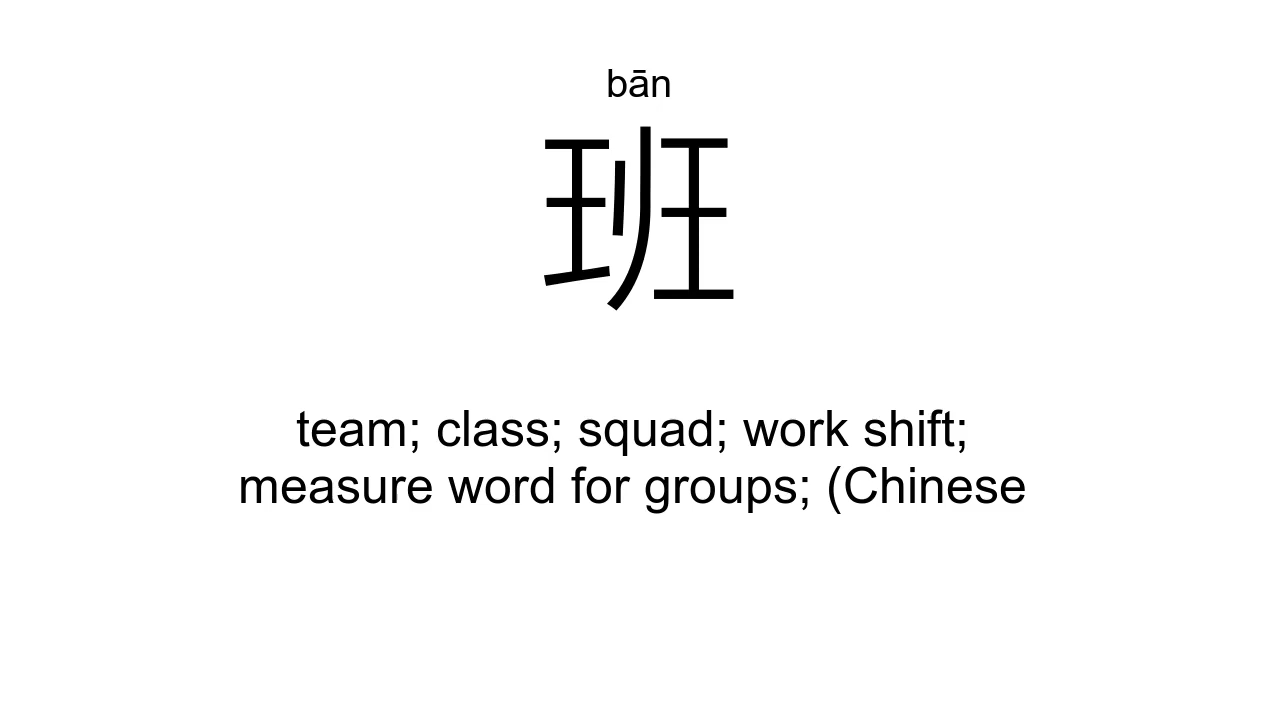 bān
班
team; class; squad; work shift;
measure word for groups; (Chinese